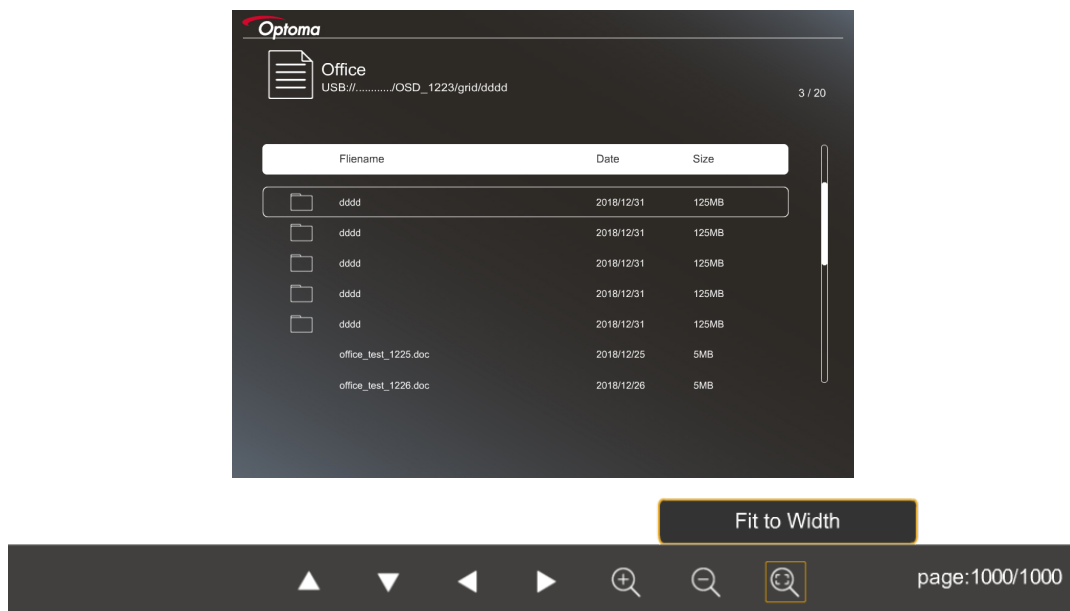 Optoma
Office
USB://.........../OSD_1223/grid/dddd
3 / 20
Fliename Date Size
dddd 2018/12/31 125MB
dddd 2018/12/31 125MB
dddd 2018/12/31 125MB
dddd 2018/12/31 125MB
dddd 2018/12/31 125MB
office_test_1225.doc 2018/12/25 5MB
office_test_1226.doc 2018/12/26 5MB
Fit to Width
page:1000/1000